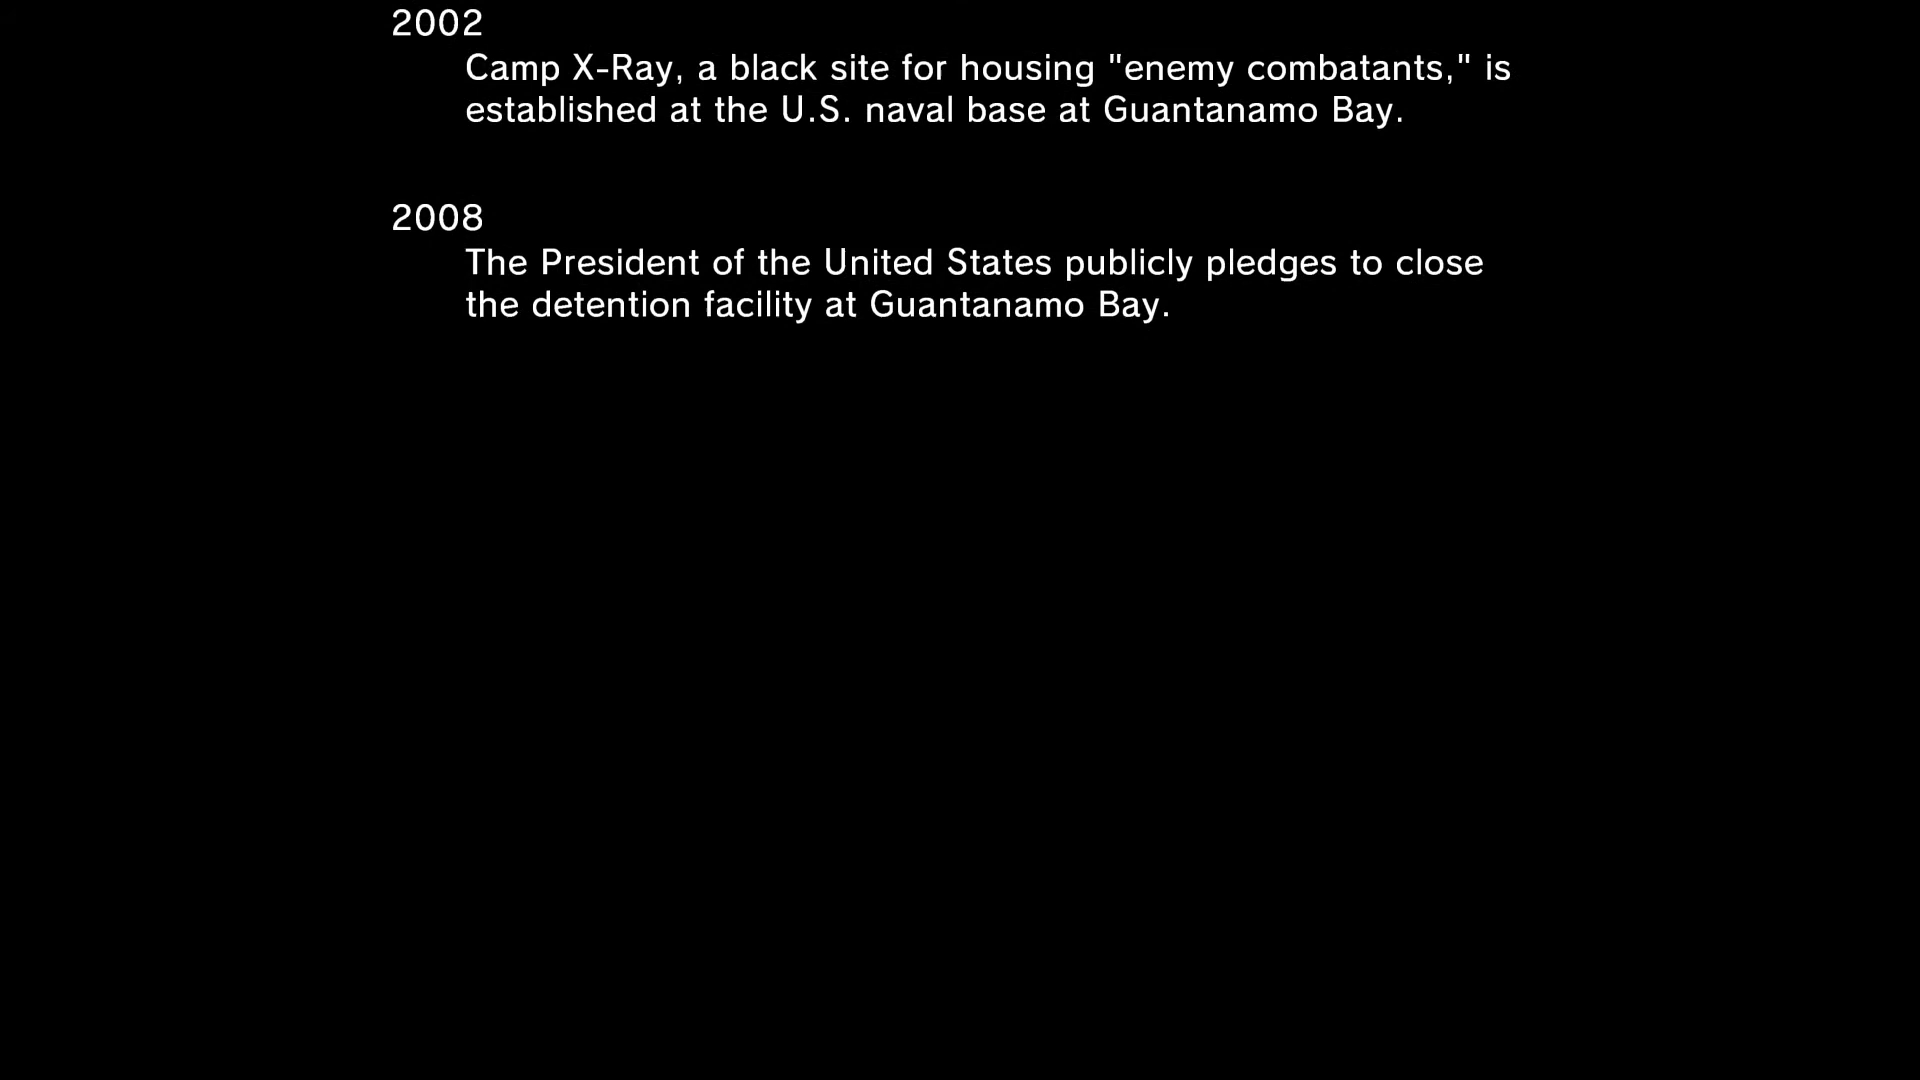 2002
Camp X-Ray, a black site for housing "enemy combatants," is
established at the U.S. naval base at Guantanamo Bay.
2008
The President of the United States publicly pledges to close
the detention facility at Guantanamo Bay.